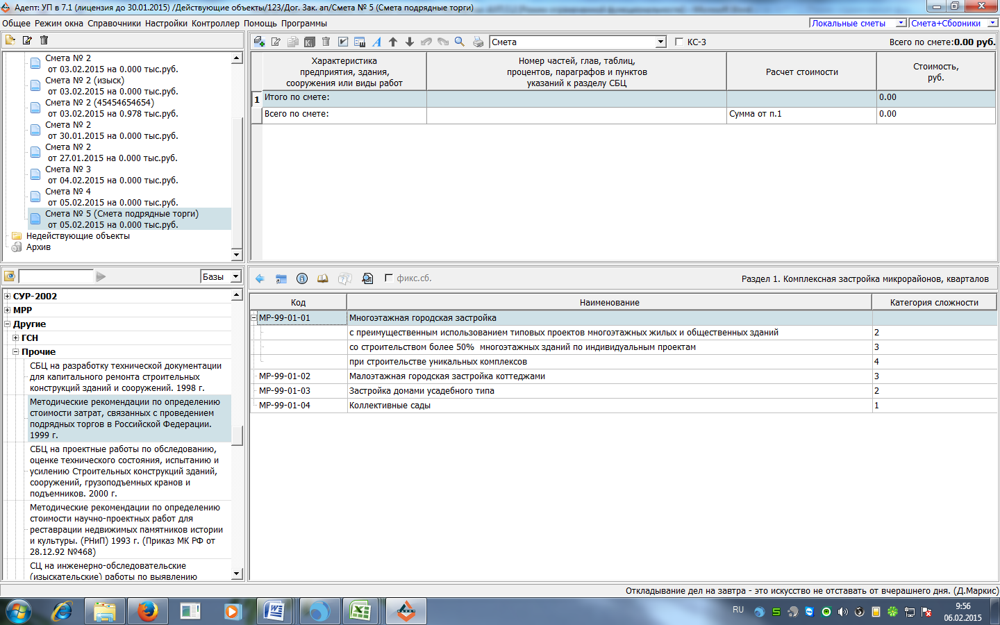 Адепт: УП в 7.1 (лицензия до 30.01.2015) /Действующие объекты/123/Дог. Зак. ап/Смета № 5 (Смета подрядные торги)
Общее Режим окна Справочники Настройки Контроллер Помощь Программы
Локальные сметы
Смета+Сборники
Смета
КС-3
Всего по смете:0.00 руб.
Смета № 2
от 03.02.2015 на 0.000 тыс.руб.
Смета № 2 (изыск)
от 03.02.2015 на 0.000 тыс.руб.
Смета № 2 (45454654654)
от 03.02.2015 на 0.978 тыс.руб.
Смета № 2
от 30.01.2015 на 0.000 тыс.руб.
Смета № 2
от 27.01.2015 на 0.000 тыс.руб.
Смета № 3
от 04.02.2015 на 0.000 тыс.руб.
Смета № 4
от 05.02.2015 на 0.000 тыс.руб.
Смета № 5 (Смета подрядные торги)
от 05.02.2015 на 0.000 тыс.руб.
Недействующие объекты
Архив
Характеристика
предприятия, здания,
сооружения или виды работ
Номер частей, глав, таблиц,
процентов, параграфов и пунктов
указаний к разделу СБЦ
Расчет стоимости
Стоимость,
руб.
1 Итого по смете: 0.00
Всего по смете: Сумма от п.1 0.00
Базы
СУР-2002
МРР
Другие
ГСН
Прочие
СБЦ на разработку технической документации
для капитального ремонта строительных
конструкций зданий и сооружений. 1998 г.
Методические рекомендации по определению
стоимости затрат, связанных с проведением
подрядных торгов в Российской Федерации.
1999 г.
СБЦ на проектные работы по обследованию,
оценке технического состояния, испытанию и
усилению Строительных конструкций зданий,
сооружений, грузоподъемных кранов и
подъемников. 2000 г.
Методические рекомендации по определению
стоимости научно-проектных работ для
реставрации недвижимых памятников истории
и культуры. (РНиП) 1993 г. (Приказ МК РФ от
28.12.92 №468)
СЦ на инженерно-обследовательские
(изыскательские) работы по выявлению
фикс.сб.
Раздел 1. Комплексная застройка микрорайонов, кварталов
Код Наименование Категория сложности
МР-99-01-01 Многоэтажная городская застройка
с преимущественным использованием типовых проектов многоэтажных жилых и общественных зданий 2
со строительством более 50% многоэтажных зданий по индивидуальным проектам 3
при строительстве уникальных комплексов 4
МР-99-01-02 Малоэтажная городская застройка коттеджами 3
МР-99-01-03 Застройка домами усадебного типа 2
МР-99-01-04 Коллективные сады 1
Откладывание дел на завтра - это искусство не отставать от вчерашнего дня. (Д.Маркис)
RU
9:56
06.02.2015